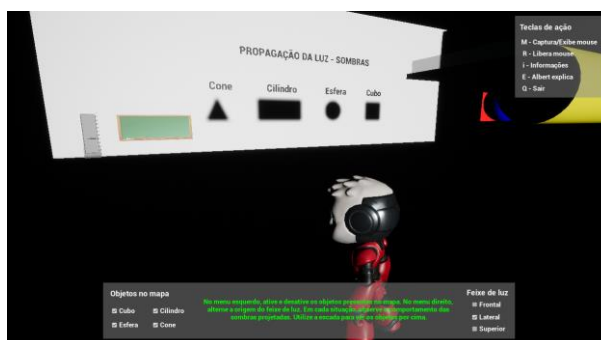 PROPAGAÇÃO DA LUZ - SOMBRAS
Cone
Cilindro
Esfera
Cubo
Teclas de ação
M - Captura/Exibe mouse
R - Libera mouse
i - Informações
E - Albert explica
Q - Sair
Objetos no mapa
Cubo
Cilindro
Esfera
Cone
No menu esquerdo, ative e desative os objetos presentes no mapa. No menu direito,
alterne a origem do feixe de luz. Em cada situação, observe o comportamento das
sombras projetadas. Utilize a escada para ver os objetos por cima.
Feixe de luz
Frontal
Lateral
Superior